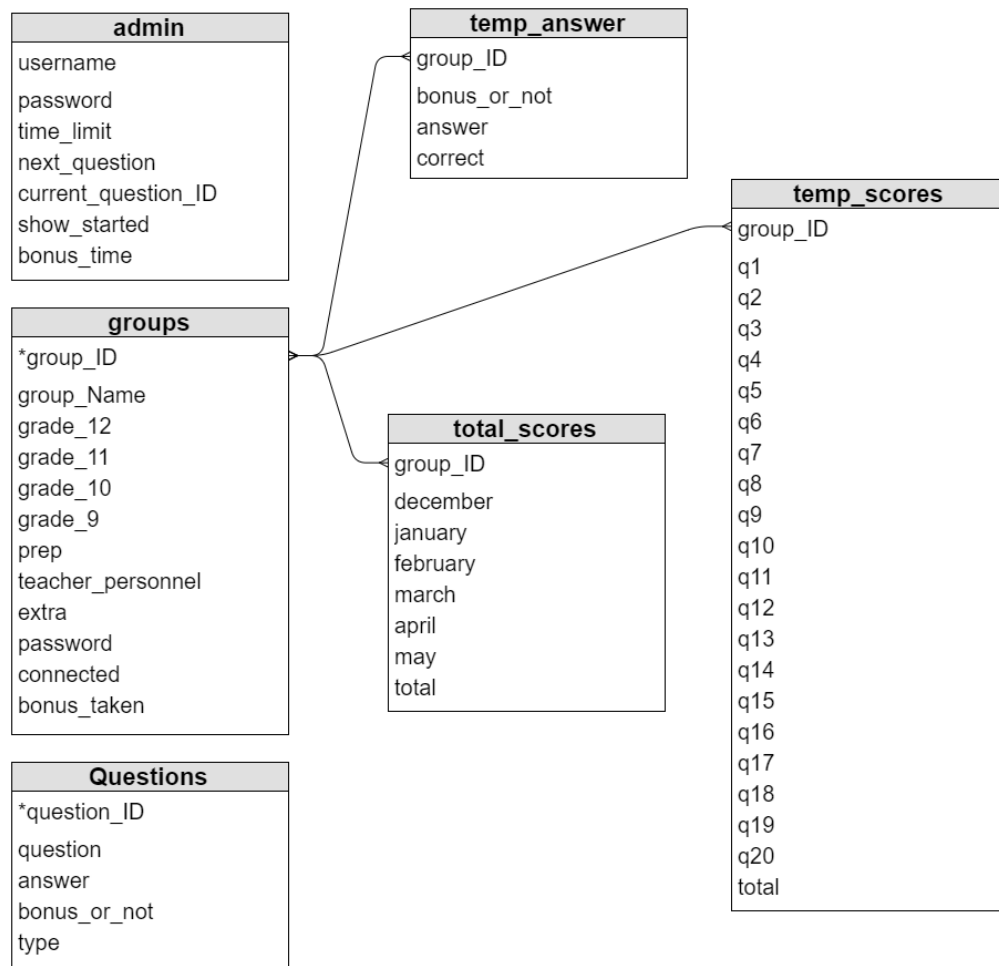 admin
username
password
time_limit
next_question
current_question_ID
show_started
bonus_time
temp_answer
group_ID
bonus_or_not
answer
correct
groups
*group_ID
group_Name
grade_12
grade_11
grade_10
grade_9
prep
teacher_personnel
extra
password
connected
bonus_taken
total_scores
group_ID
december
january
february
march
april
may
total
temp_scores
group_ID
q1
q2
q3
q4
q5
q6
q7
q8
q9
q10
q11
q12
q13
q14
q15
q16
q17
q18
q19
q20
total
Questions
*question_ID
question
answer
bonus_or_not
type